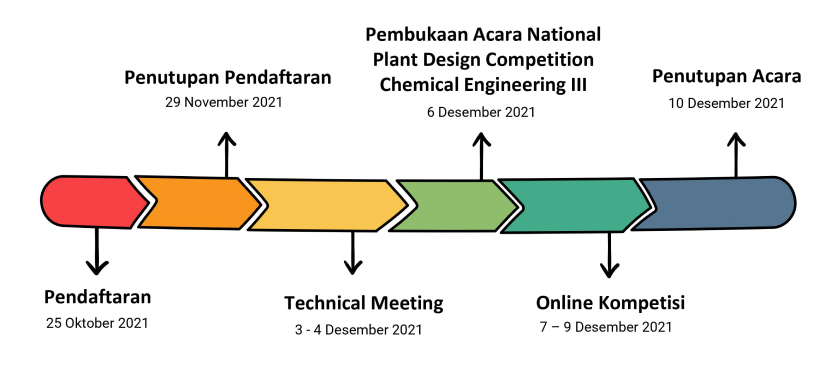 Pembukaan Acara National
Plant Design Competition
Chemical Engineering III
6 Desember 2021
Penutupan Pendaftaran
29 November 2021
Penutupan Acara
10 Desember 2021
Pendaftaran
25 Oktober 2021
Technical Meeting
3 - 4 Desember 2021
Online Kompetisi
7 – 9 Desember 2021